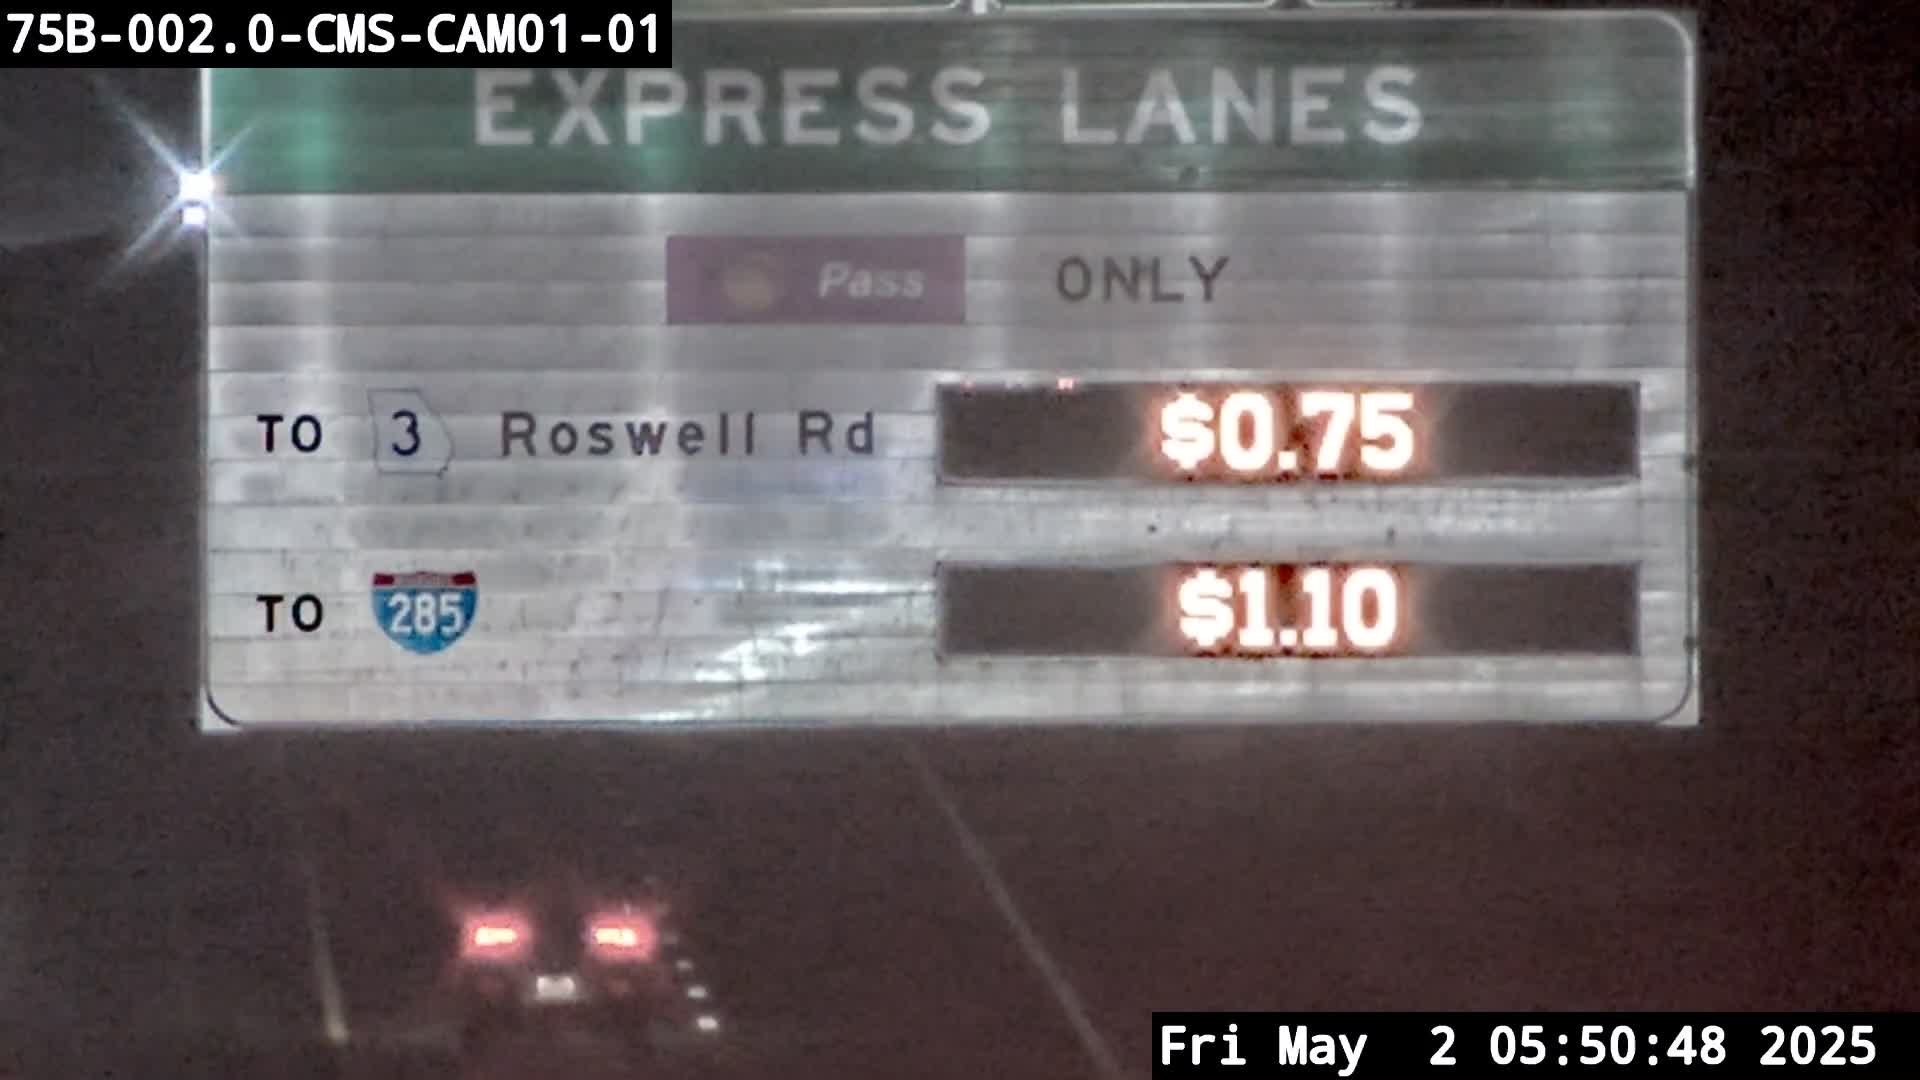 75B-002.0-CMS-CAM01-01
EXPRESS LANES
Pass ONLY
TO 3 Roswell Rd $0.75
TO 285 $1.10
Fri May 2 05:50:48 2025